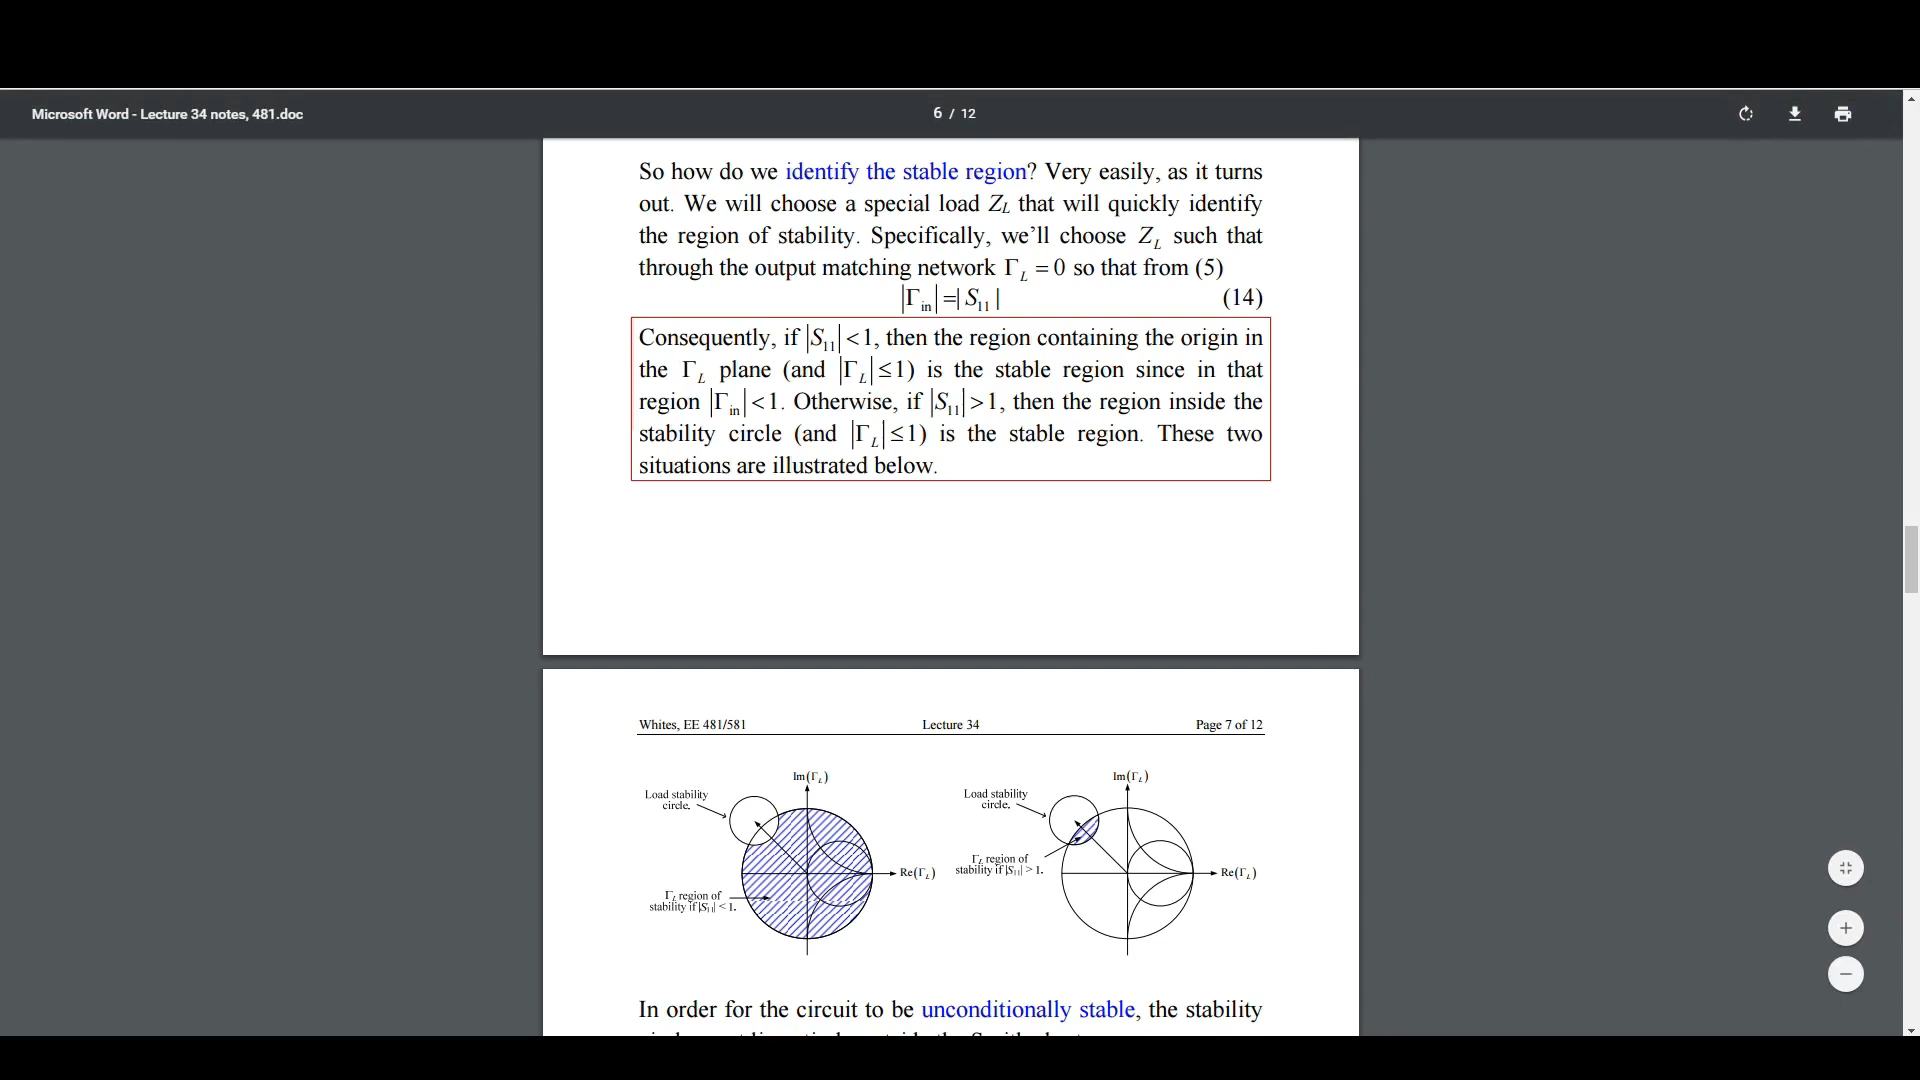 Microsoft Word - Lecture 34 notes, 481.doc
6 / 12
So how do we identify the stable region? Very easily, as it turns
out. We will choose a special load Z_L that will quickly identify
the region of stability. Specifically, we’ll choose Z_L such that
through the output matching network Γ_L = 0 so that from (5)
|Γ_in| =| S_11 | (14)
Consequently, if |S_11| < 1, then the region containing the origin in
the Γ_L plane (and |Γ_L| ≤ 1) is the stable region since in that
region |Γ_in| < 1. Otherwise, if |S_11| > 1, then the region inside the
stability circle (and |Γ_L| ≤ 1) is the stable region. These two
situations are illustrated below.
Whites, EE 481/581 Lecture 34 Page 7 of 12
Im(Γ_L)
Load stability
circle.
Re(Γ_L)
Γ_L region of
stability if |S_11| < 1.
Im(Γ_L)
Load stability
circle.
Γ_L region of
stability if |S_11| > 1.
Re(Γ_L)
In order for the circuit to be unconditionally stable, the stability